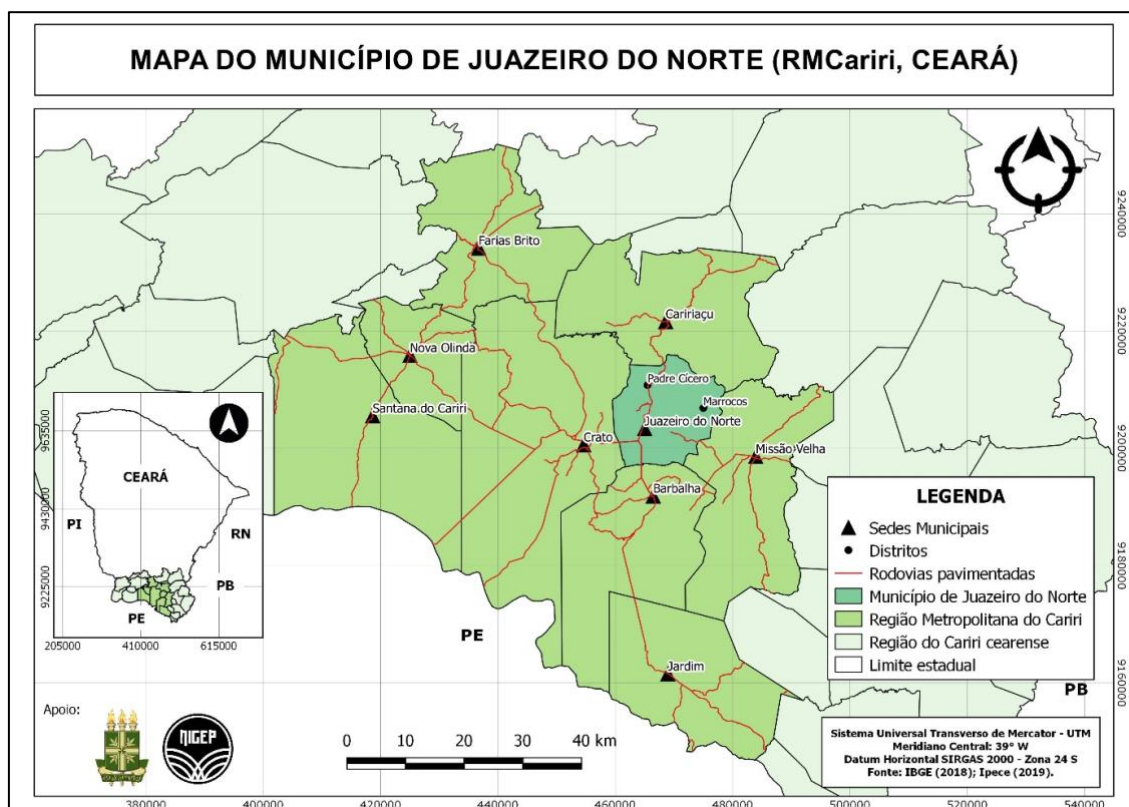 MAPA DO MUNICÍPIO DE JUAZEIRO DO NORTE (RMCariri, CEARÁ)
Farias Brito
Caririaçu
Nova Olinda
Padre Cícero
Marrocos
Santana do Cariri
Juazeiro do Norte
Crato
Missão Velha
Barbalha
Jardim
PE
PB
9240000
9220000
9200000
9180000
9160000
CEARÁ
PI
RN
PB
PE
9635000
9430000
9225000
205000 410000 615000
LEGENDA
Sedes Municipais
Distritos
Rodovias pavimentadas
Município de Juazeiro do Norte
Região Metropolitana do Cariri
Região do Cariri cearense
Limite estadual
Apoio:
NIGEP
0 10 20 30 40 km
Sistema Universal Transverso de Mercator - UTM
Meridiano Central: 39° W
Datum Horizontal SIRGAS 2000 - Zona 24 S
Fonte: IBGE (2018); Ipece (2019).
380000 400000 420000 440000 460000 480000 500000 520000 540000